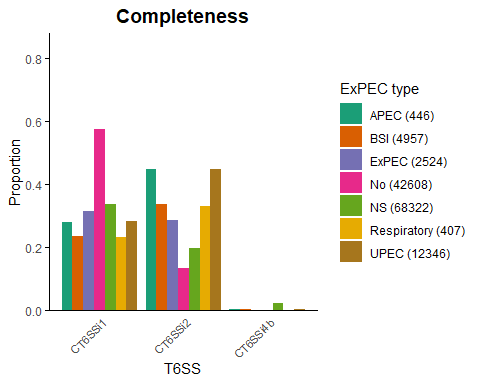 Completeness
Proportion
0.8
0.6
0.4
0.2
0.0
CT6SSi1
CT6SSi2
CT6SSi4b
T6SS
ExPEC type
APEC (446)
BSI (4957)
ExPEC (2524)
No (42608)
NS (68322)
Respiratory (407)
UPEC (12346)